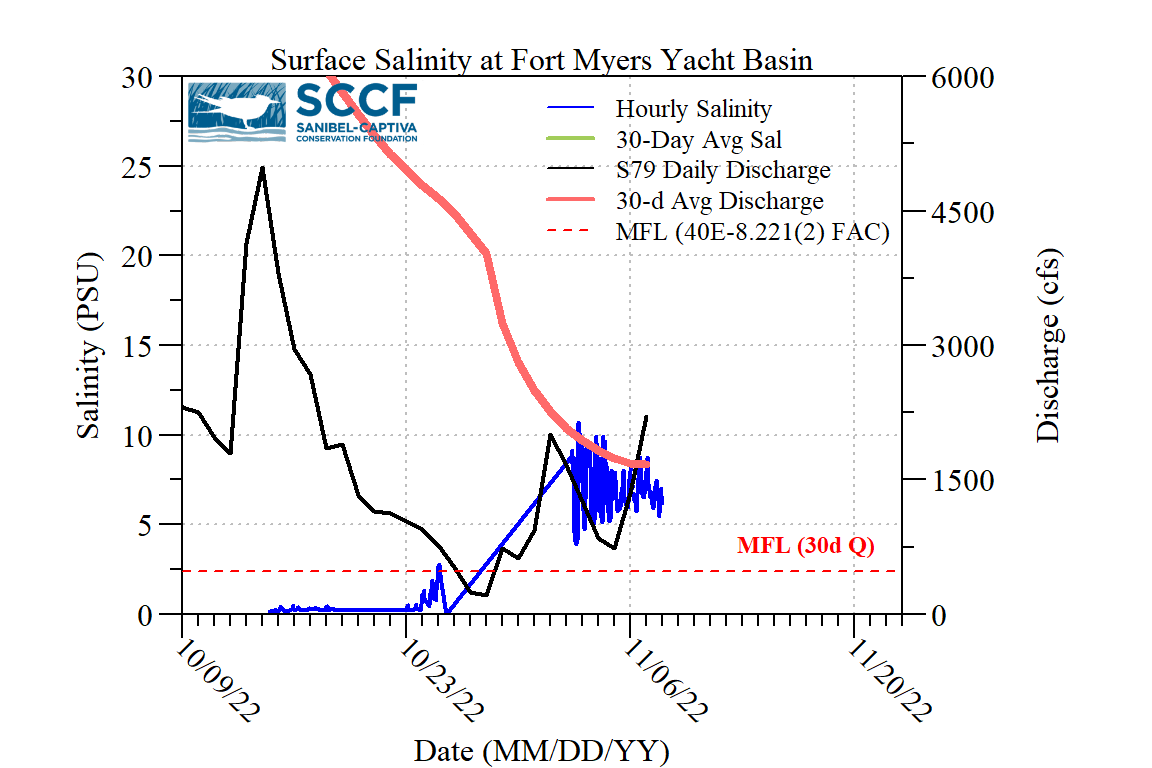 Surface Salinity at Fort Myers Yacht Basin
SCCF
SANIBEL-CAPTIVA
CONSERVATION FOUNDATION
Hourly Salinity
30-Day Avg Sal
S79 Daily Discharge
30-d Avg Discharge
MFL (40E-8.221(2) FAC)
30
25
20
15
10
5
0
Salinity (PSU)
6000
4500
3000
1500
0
Discharge (cfs)
MFL (30d Q)
10/09/22
10/23/22
11/06/22
11/20/22
Date (MM/DD/YY)